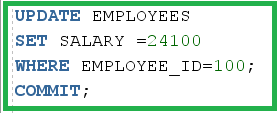 UPDATE EMPLOYEES
SET SALARY =24100
WHERE EMPLOYEE_ID=100;
COMMIT;